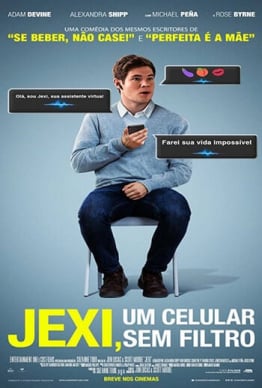 ADAM DEVINE ALEXANDRA SHIPP COM MICHAEL PEÑA E ROSE BYRNE
UMA COMÉDIA DOS MESMOS ESCRITORES DE
"SE BEBER, NÃO CASE!" E "PERFEITA É A MÃE"
Olá, sou Jexi, sua assistente virtual
Farei sua vida impossível
JEXI, UM CELULAR
SEM FILTRO
BREVE NOS CINEMAS